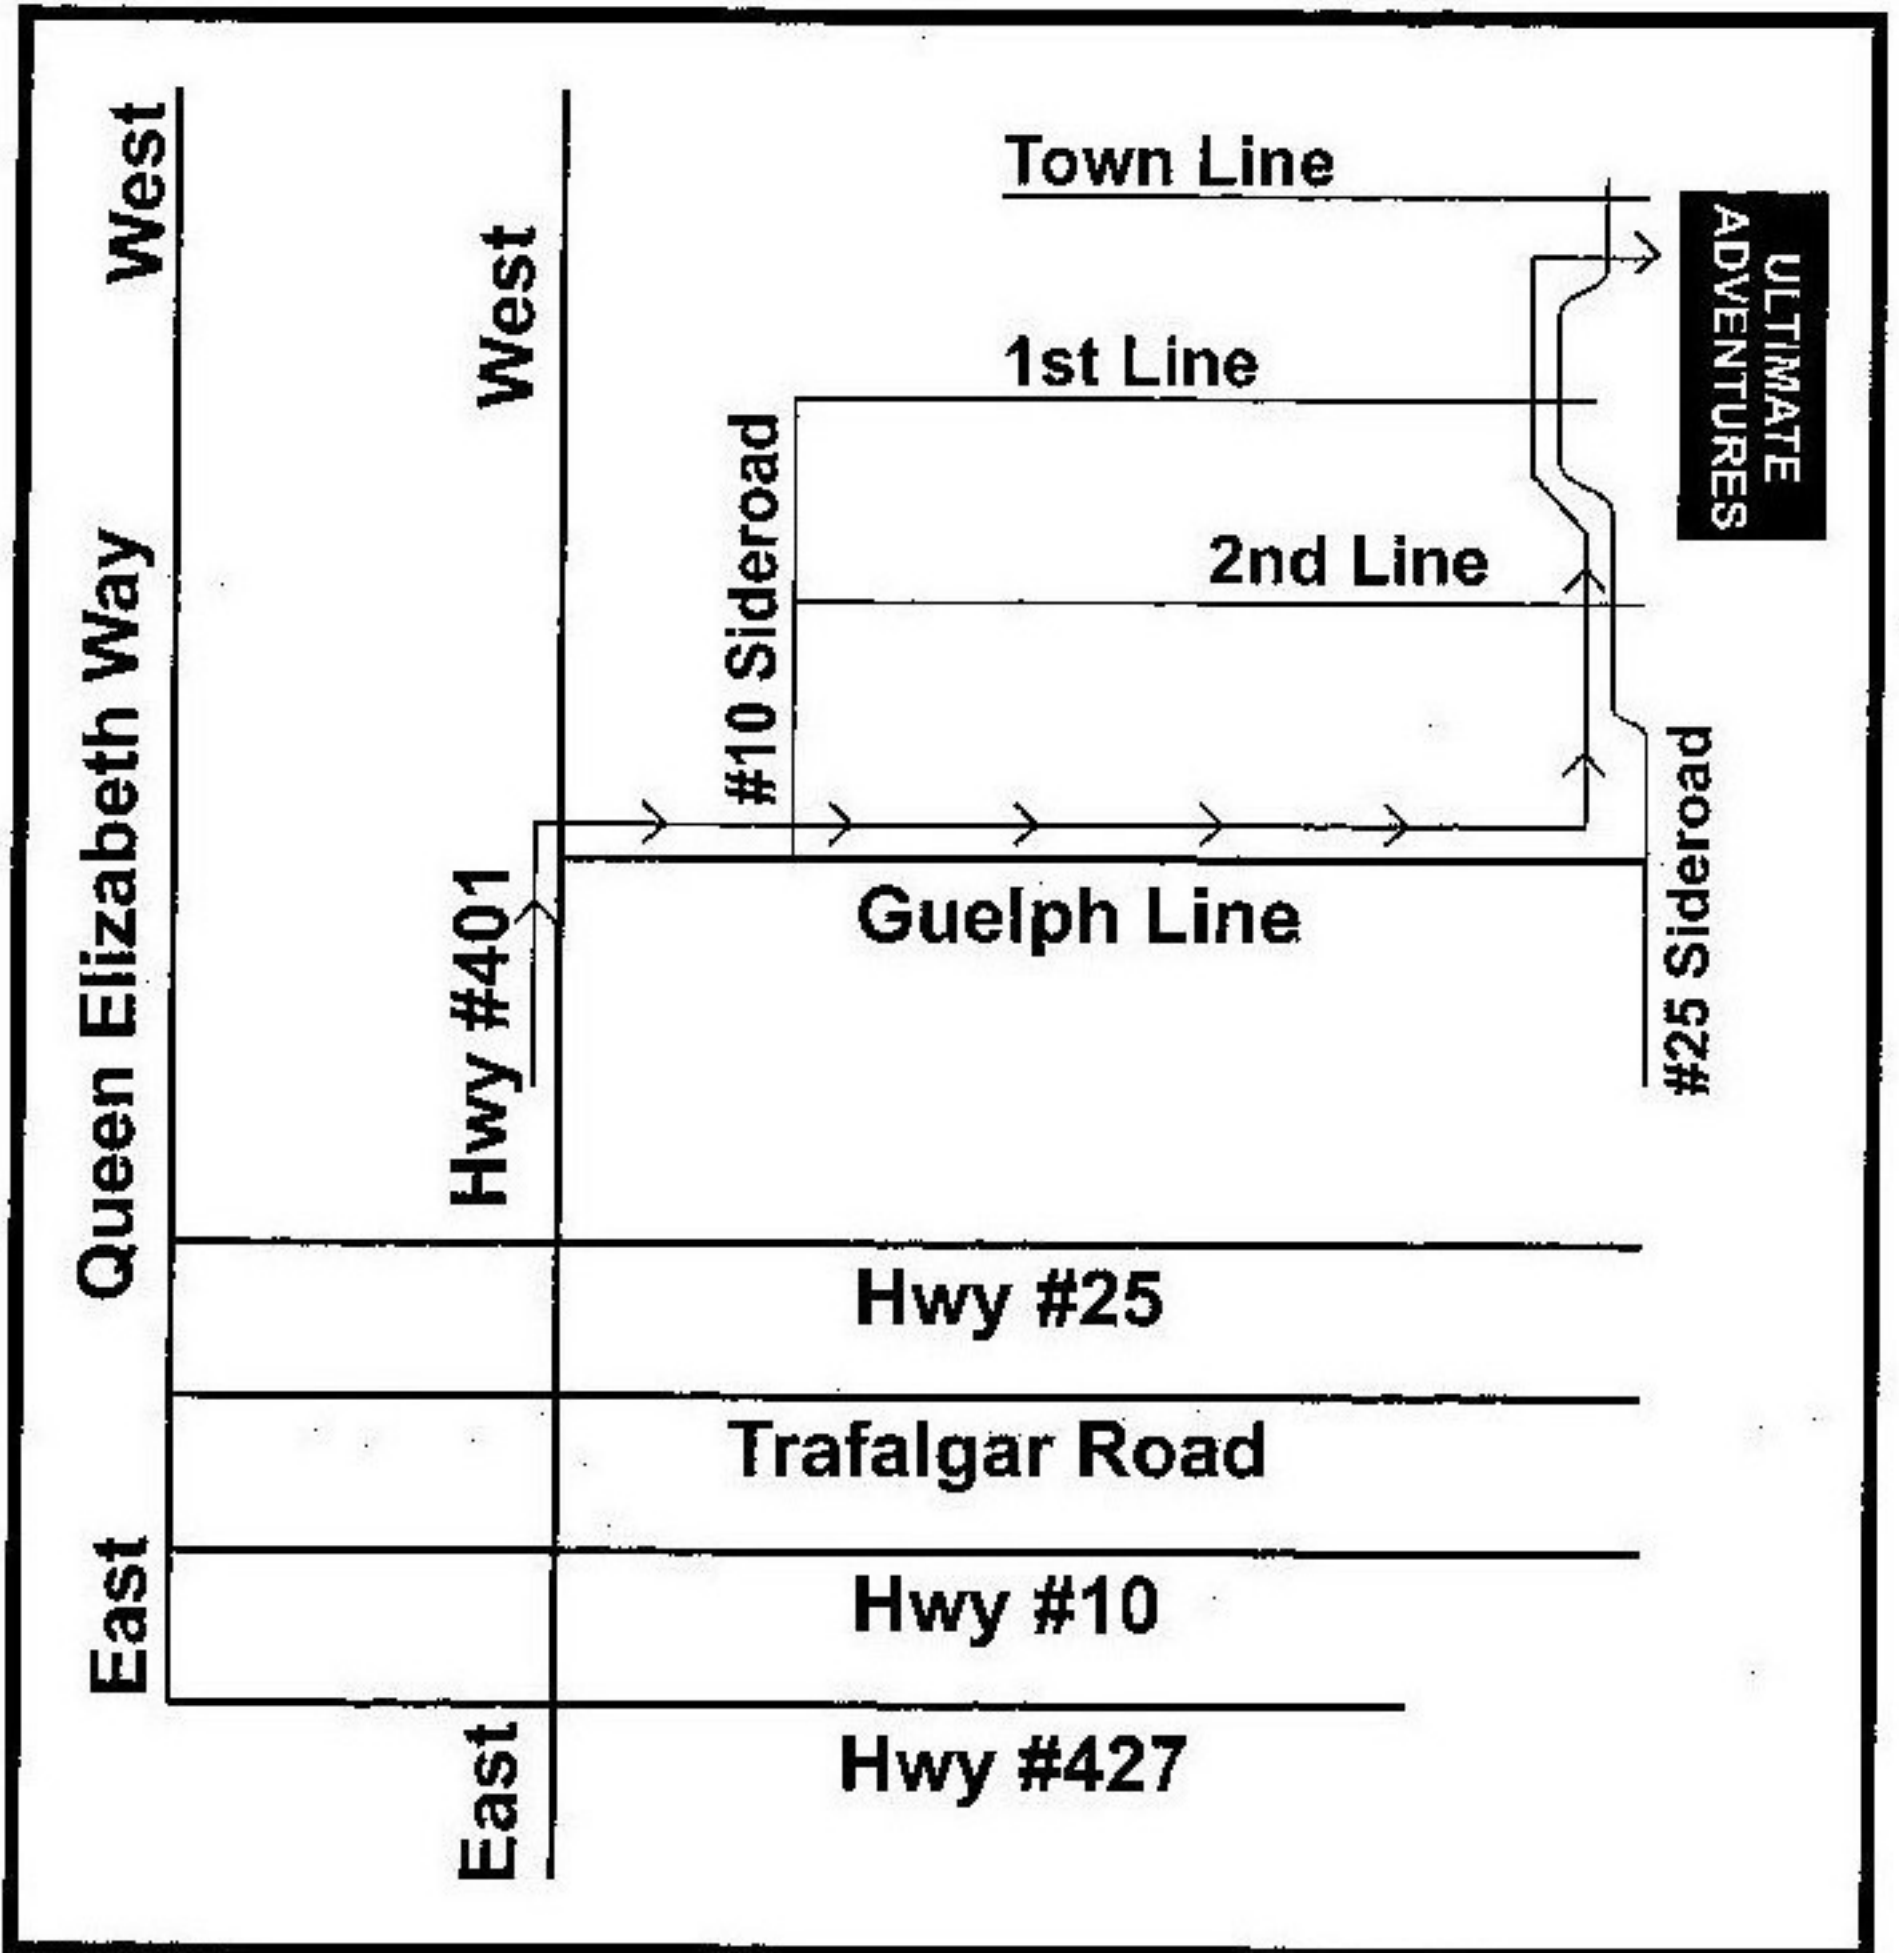 West
West
Town Line
ULTIMATE
ADVENTURES
1st Line
#10 Sideroad
2nd Line
Queen Elizabeth Way
Hwy #401
Guelph Line
#25 Sideroad
Hwy #25
Trafalgar Road
East
Hwy #10
East
Hwy #427